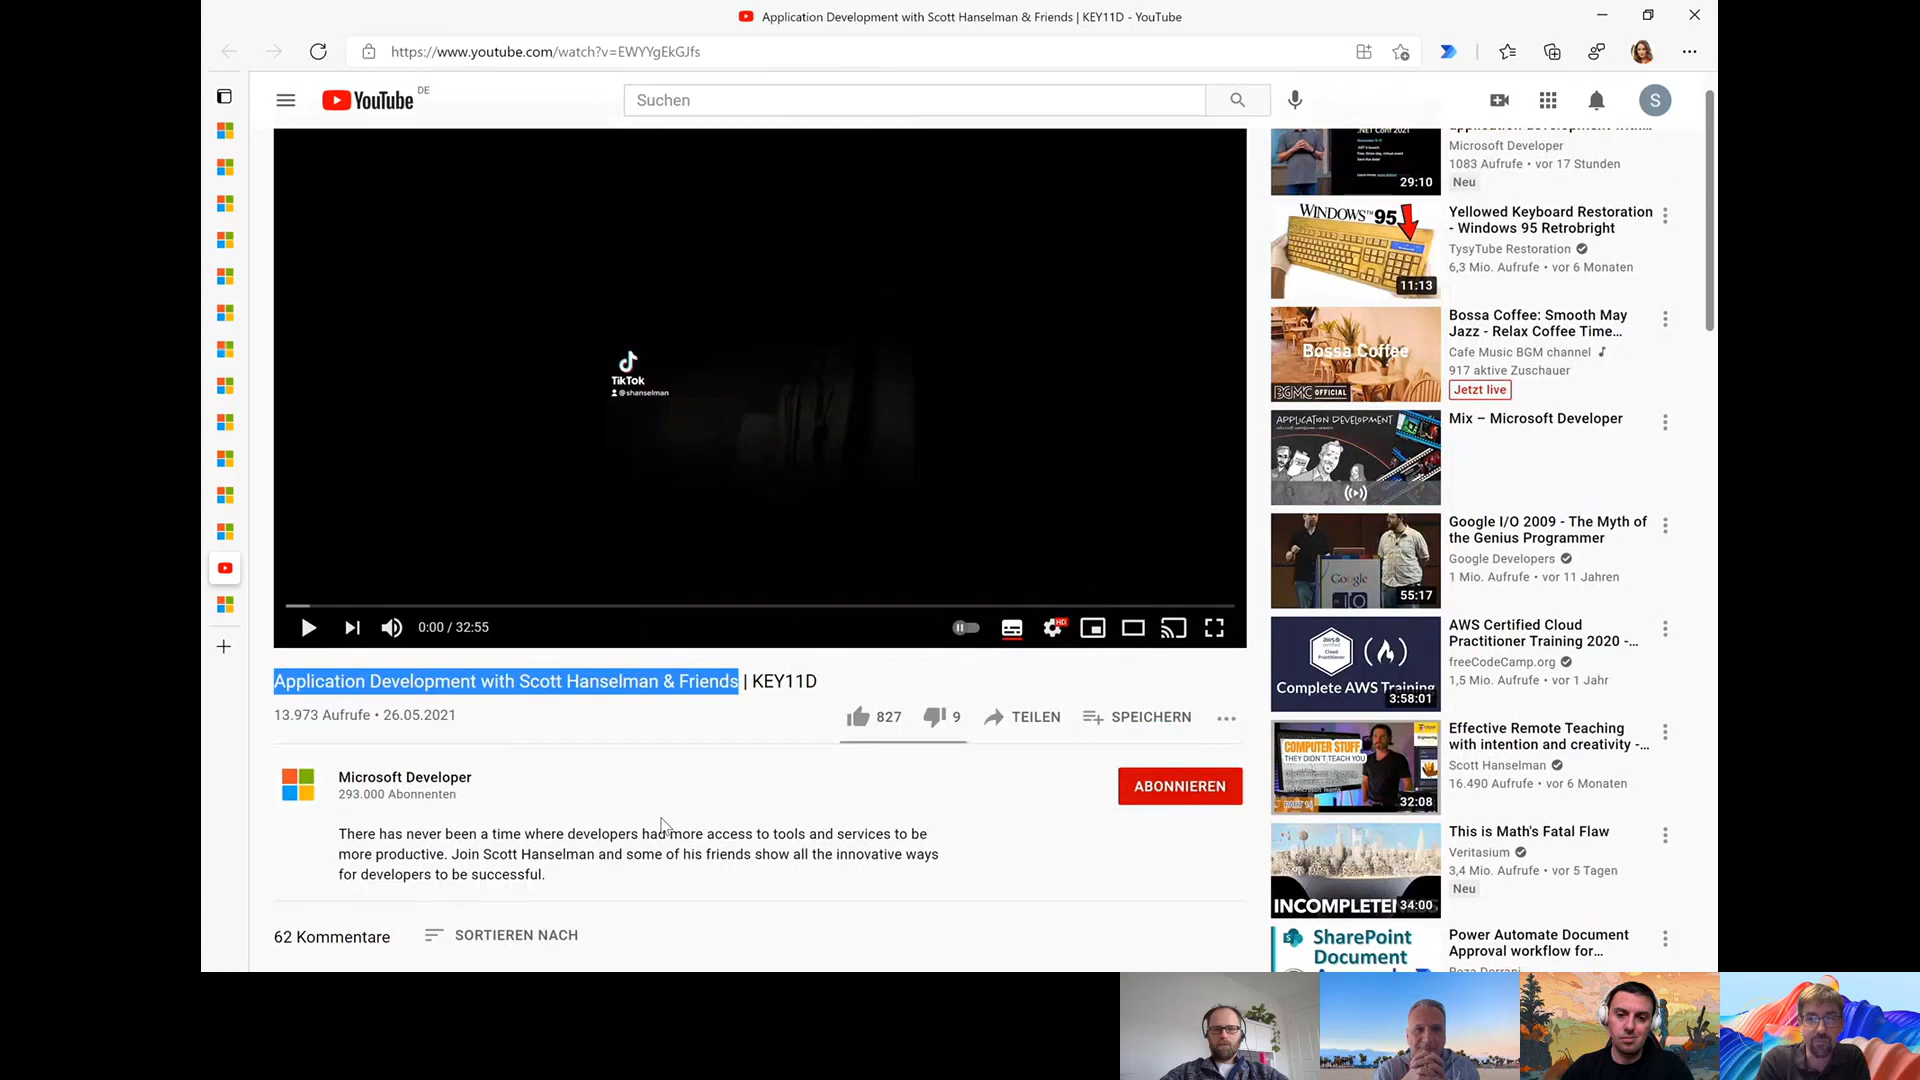 Application Development with Scott Hanselman & Friends | KEY11D - YouTube
https://www.youtube.com/watch?v=EWYYgEkGJfs
YouTube DE
Suchen
S
TikTok
@shanselman
0:00 / 32:55
HD
Application Development with Scott Hanselman & Friends | KEY11D
13.973 Aufrufe • 26.05.2021
827
9
TEILEN
SPEICHERN
Microsoft Developer
293.000 Abonnenten
ABONNIEREN
There has never been a time where developers had more access to tools and services to be
more productive. Join Scott Hanselman and some of his friends show all the innovative ways
for developers to be successful.
62 Kommentare
SORTIEREN NACH
.NET Conf 2021
29:10
Microsoft Developer
1083 Aufrufe • vor 17 Stunden
Neu
WINDOWS 95
11:13
Yellowed Keyboard Restoration
- Windows 95 Retrobright
TysyTube Restoration
6,3 Mio. Aufrufe • vor 6 Monaten
Bossa Coffee
BGMC OFFICIAL
Bossa Coffee: Smooth May
Jazz - Relax Coffee Time…
Cafe Music BGM channel
917 aktive Zuschauer
Jetzt live
APPLICATION DEVELOPMENT
Mix – Microsoft Developer
Google
IO
55:17
Google I/O 2009 - The Myth of
the Genius Programmer
Google Developers
1 Mio. Aufrufe • vor 11 Jahren
Complete AWS Training
3:58:01
AWS Certified Cloud
Practitioner Training 2020 -…
freeCodeCamp.org
1,5 Mio. Aufrufe • vor 1 Jahr
COMPUTER STUFF
THEY DIDN'T TEACH YOU
32:08
Effective Remote Teaching
with intention and creativity -…
Scott Hanselman
16.490 Aufrufe • vor 6 Monaten
INCOMPLETE
34:00
This is Math's Fatal Flaw
Veritasium
3,4 Mio. Aufrufe • vor 5 Tagen
Neu
SharePoint
Document
Power Automate Document
Approval workflow for…